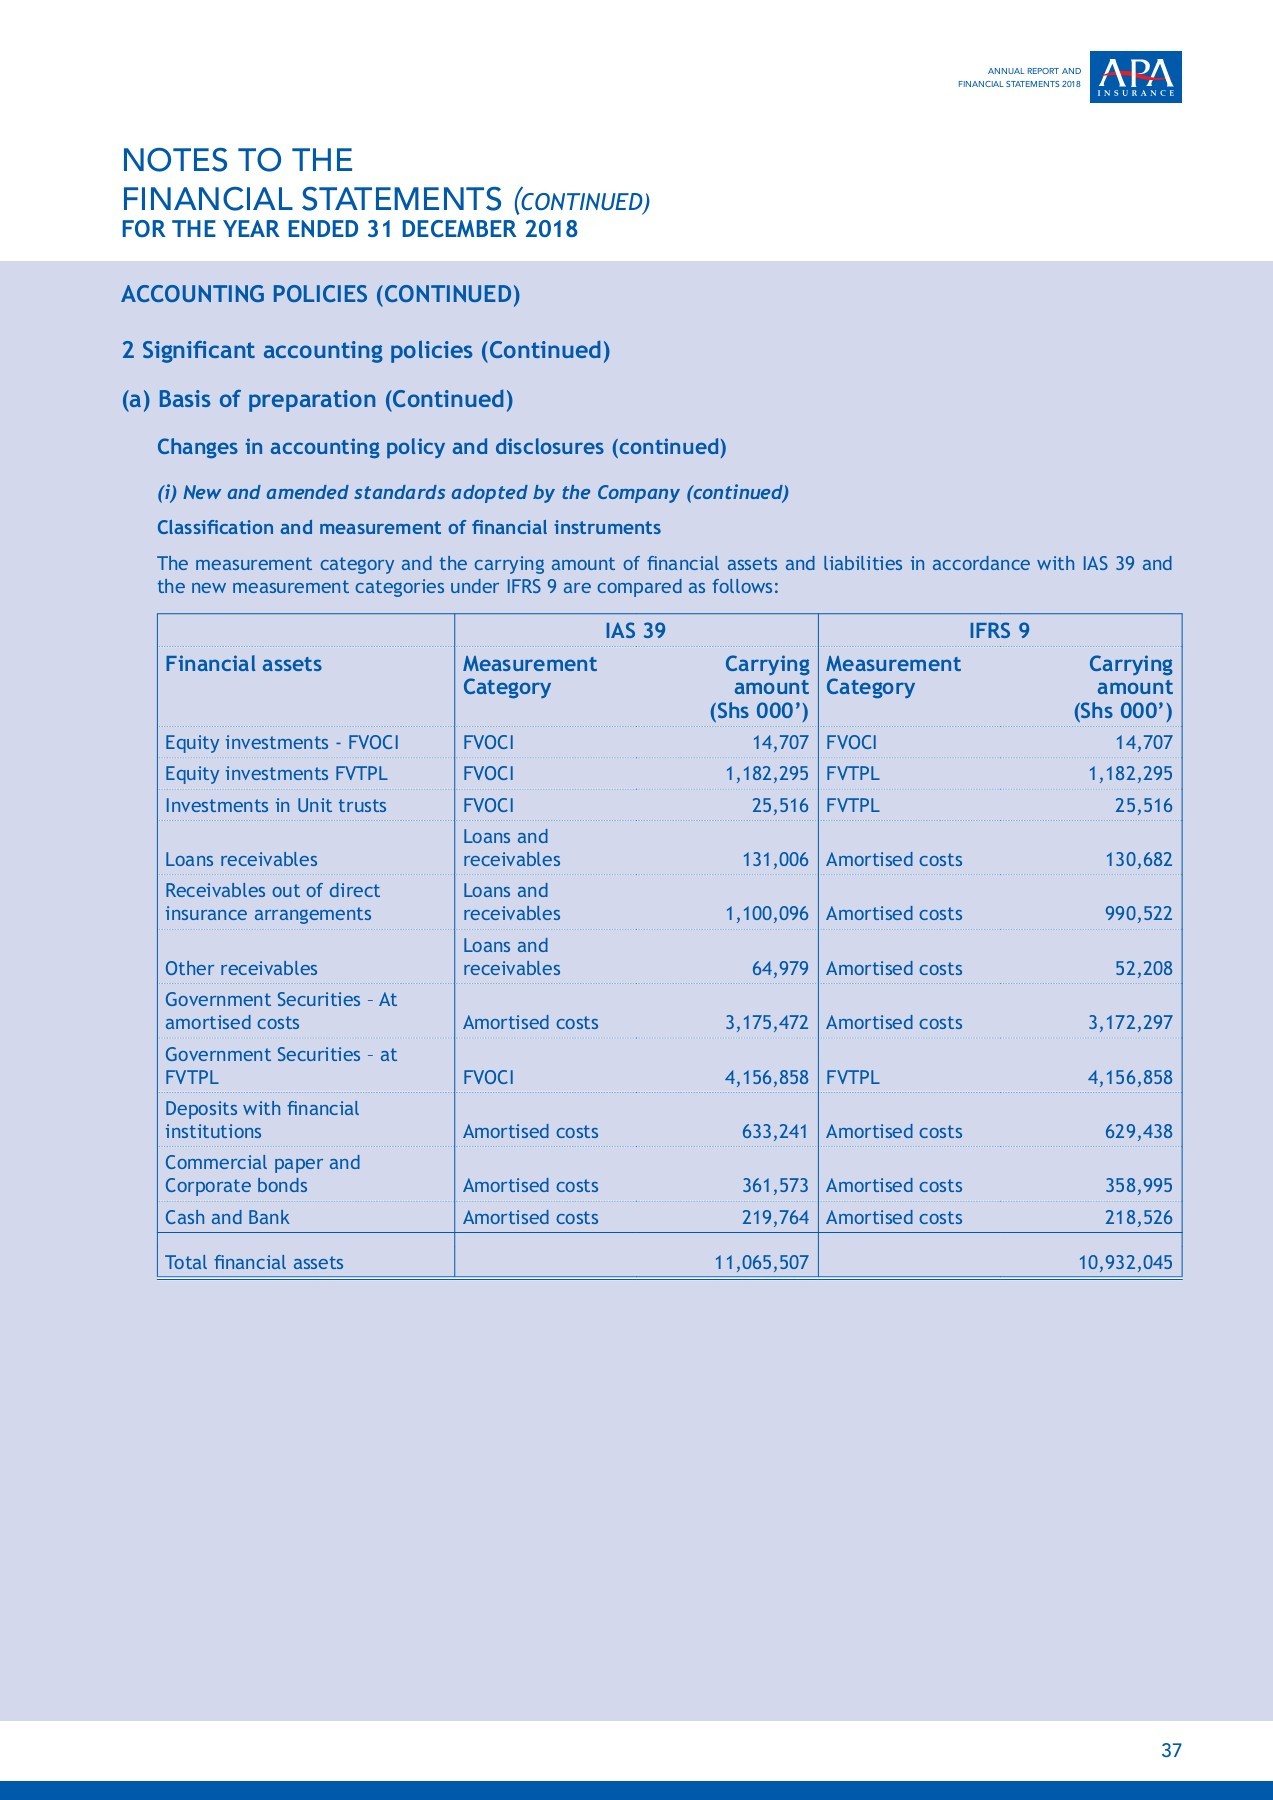 ANNUAL REPORT AND
FINANCIAL STATEMENTS 2018
APA
INSURANCE
NOTES TO THE
FINANCIAL STATEMENTS (CONTINUED)
FOR THE YEAR ENDED 31 DECEMBER 2018
ACCOUNTING POLICIES (CONTINUED)
2 Significant accounting policies (Continued)
(a) Basis of preparation (Continued)
Changes in accounting policy and disclosures (continued)
(i) New and amended standards adopted by the Company (continued)
Classification and measurement of financial instruments
The measurement category and the carrying amount of financial assets and liabilities in accordance with IAS 39 and
the new measurement categories under IFRS 9 are compared as follows:
IAS 39 IFRS 9
Financial assets Measurement Carrying Measurement Carrying
Category amount Category amount
(Shs 000’) (Shs 000’)
Equity investments - FVOCI FVOCI 14,707 FVOCI 14,707
Equity investments FVTPL FVOCI 1,182,295 FVTPL 1,182,295
Investments in Unit trusts FVOCI 25,516 FVTPL 25,516
Loans and
Loans receivables receivables 131,006 Amortised costs 130,682
Receivables out of direct Loans and
insurance arrangements receivables 1,100,096 Amortised costs 990,522
Loans and
Other receivables receivables 64,979 Amortised costs 52,208
Government Securities – At
amortised costs Amortised costs 3,175,472 Amortised costs 3,172,297
Government Securities – at
FVTPL FVOCI 4,156,858 FVTPL 4,156,858
Deposits with financial
institutions Amortised costs 633,241 Amortised costs 629,438
Commercial paper and
Corporate bonds Amortised costs 361,573 Amortised costs 358,995
Cash and Bank Amortised costs 219,764 Amortised costs 218,526
Total financial assets 11,065,507 10,932,045
37